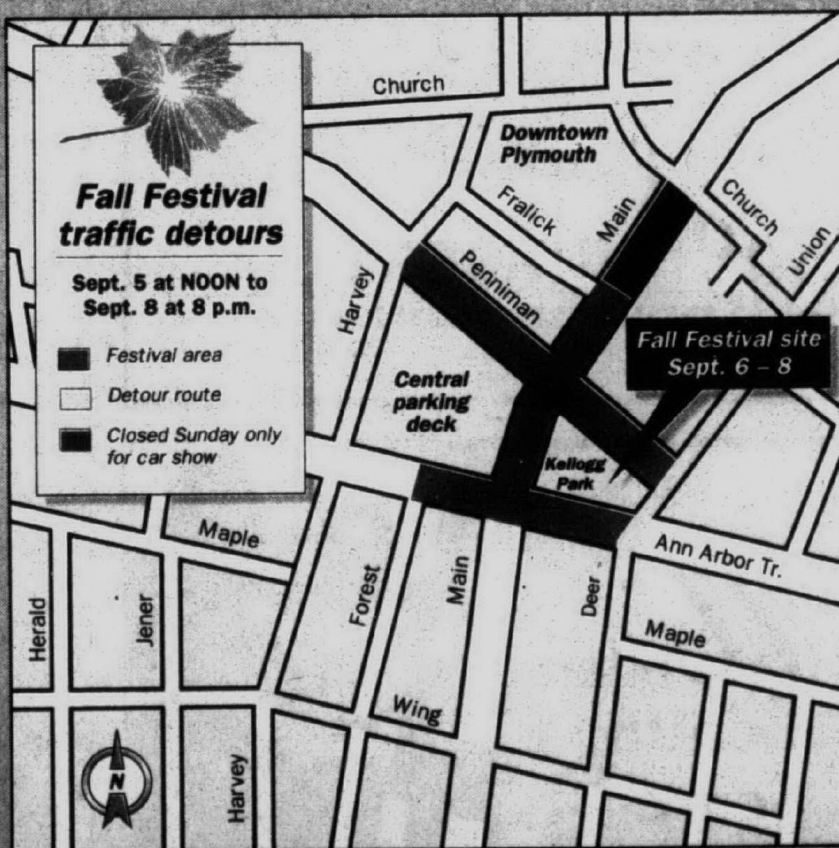 Fall Festival
traffic detours
Sept. 5 at NOON to
Sept. 8 at 8 p.m.
Festival area
Detour route
Closed Sunday only
for car show
Church
Downtown
Plymouth
Fralick
Main
Church
Union
Harvey
Penniman
Fall Festival site
Sept. 6 – 8
Central
parking
deck
Kellogg
Park
Maple
Ann Arbor Tr.
Herald
Jener
Forest
Main
Deer
Maple
Wing
N
Harvey